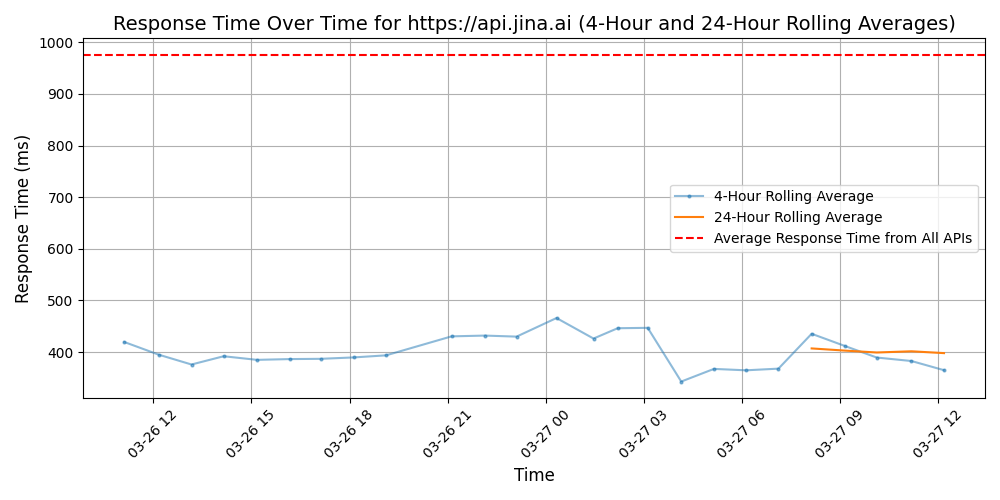 Response Time Over Time for https://api.jina.ai (4-Hour and 24-Hour Rolling Averages)
Response Time (ms)
1000
900
800
700
600
500
400
4-Hour Rolling Average
24-Hour Rolling Average
Average Response Time from All APIs
03-26 12
03-26 15
03-26 18
03-26 21
03-27 00
03-27 03
03-27 06
03-27 09
03-27 12
Time